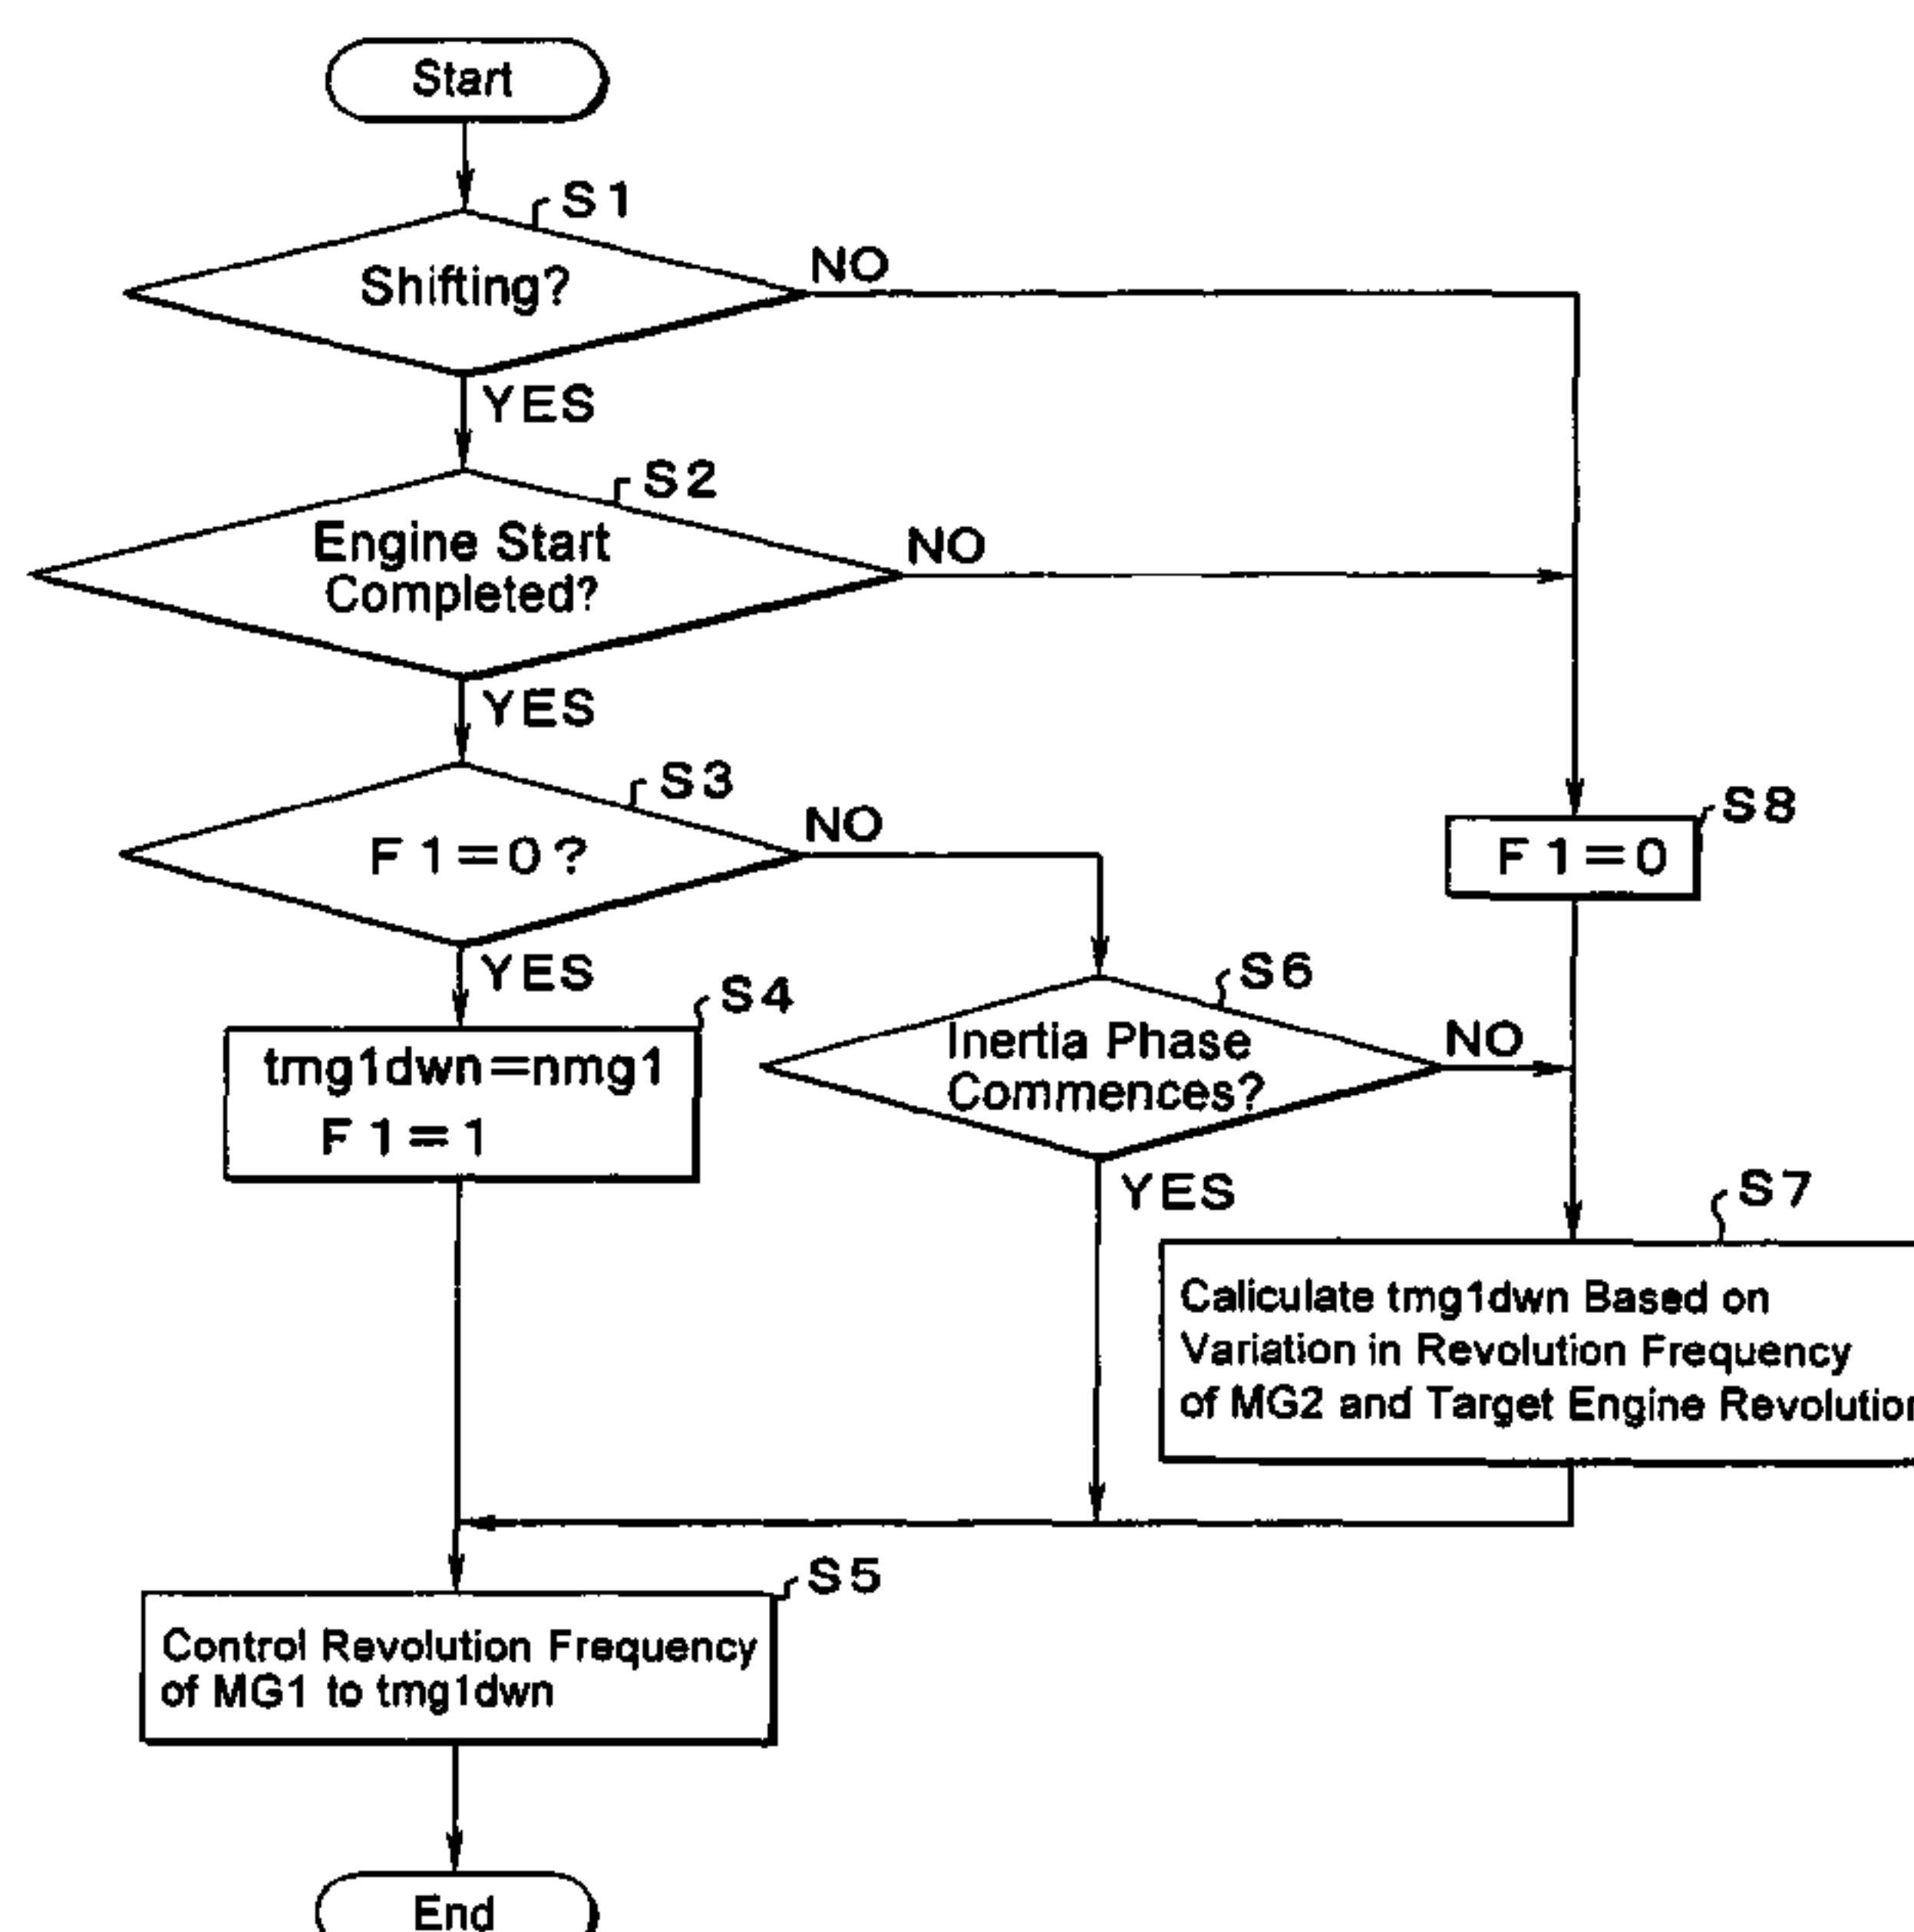 Start
S1
Shifting?
NO
YES
S2
Engine Start
Completed?
NO
YES
S3
F1=0?
NO
YES
S8
F1=0
S4
tmg1dwn=nmg1
F1=1
S6
Inertia Phase
Commences?
NO
YES
S7
Caliculate tmg1dwn Based on
Variation in Revolution Frequency
of MG2 and Target Engine Revolution
S5
Control Revolution Frequency
of MG1 to tmg1dwn
End